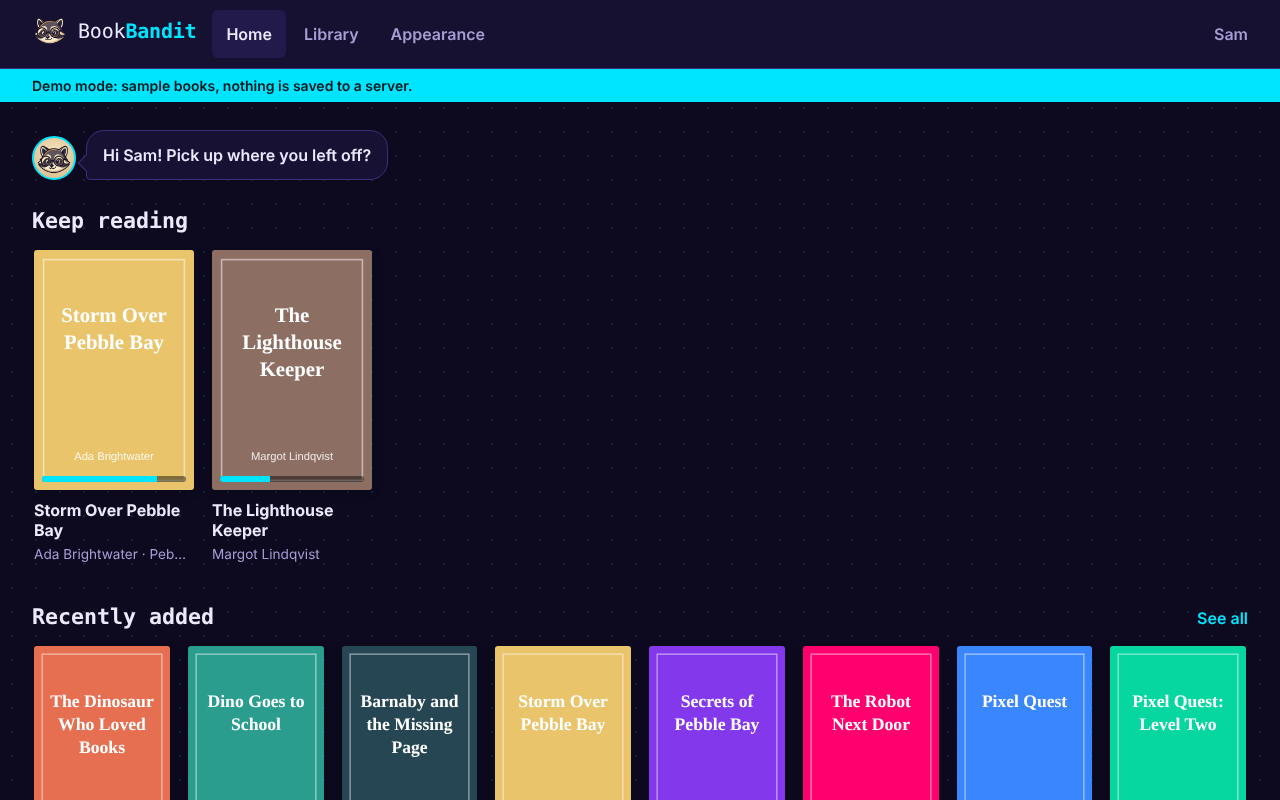 BookBandit
Home
Library
Appearance
Sam
Demo mode: sample books, nothing is saved to a server.
Hi Sam! Pick up where you left off?
Keep reading
Storm Over
Pebble Bay
Ada Brightwater
The
Lighthouse
Keeper
Margot Lindqvist
Storm Over Pebble
Bay
Ada Brightwater · Peb...
The Lighthouse
Keeper
Margot Lindqvist
Recently added
See all
The Dinosaur
Who Loved
Books
Dino Goes to
School
Barnaby and
the Missing
Page
Storm Over
Pebble Bay
Secrets of
Pebble Bay
The Robot
Next Door
Pixel Quest
Pixel Quest:
Level Two